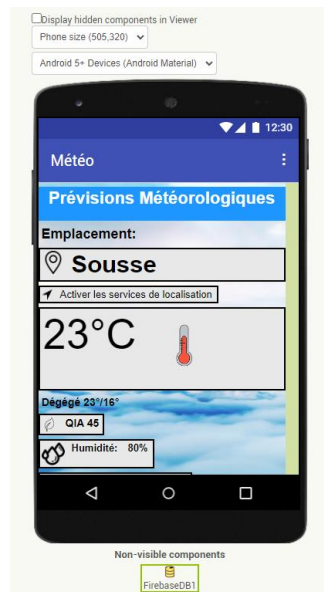 Display hidden components in Viewer
Phone size (505,320)
Android 5+ Devices (Android Material)
12:30
Météo
Prévisions Météorologiques
Emplacement:
Sousse
Activer les services de localisation
23°C
Dégégé 23°/16°
QIA 45
Humidité: 80%
Non-visible components
FirebaseDB1